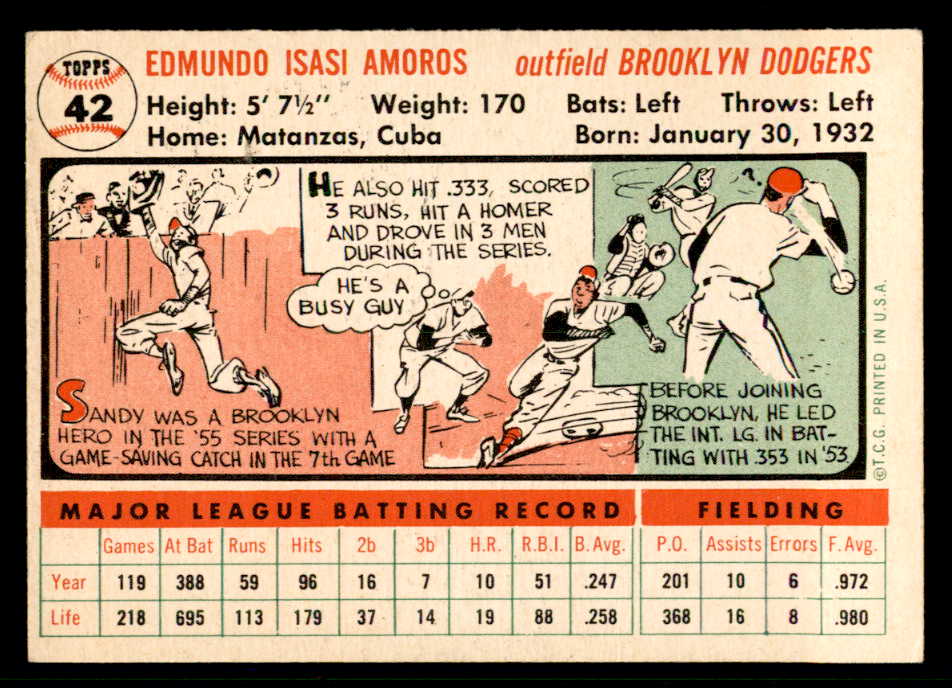 TOPPS
42
EDMUNDO ISASI AMOROS outfield BROOKLYN DODGERS
Height: 5' 7½" Weight: 170 Bats: Left Throws: Left
Home: Matanzas, Cuba Born: January 30, 1932
HE ALSO HIT .333, SCORED
3 RUNS, HIT A HOMER
AND DROVE IN 3 MEN
DURING THE SERIES.
HE'S A
BUSY GUY
?
SANDY WAS A BROOKLYN
HERO IN THE '55 SERIES WITH A
GAME-SAVING CATCH IN THE 7th GAME
BEFORE JOINING
BROOKLYN, HE LED
THE INT. LG. IN BAT-
TING WITH .353 IN '53
©T.C.G. PRINTED IN U.S.A.
MAJOR LEAGUE BATTING RECORD FIELDING
Games At Bat Runs Hits 2b 3b H.R. R.B.I. B.Avg. P.O. Assists Errors F. Avg.
Year 119 388 59 96 16 7 10 51 .247 201 10 6 .972
Life 218 695 113 179 37 14 19 88 .258 368 16 8 .980